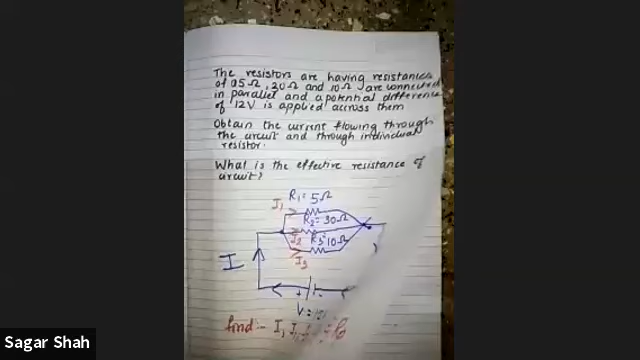 The resistors are having resistances
of 05Ω, 30Ω and 10Ω are connected
in parallel and a potential difference
of 12V is applied accross them
Obtain the current flowing through
the circuit and through individual
resistor.
What is the effective resistance of
circuit?
R₁= 5Ω
I₁
R₂=30Ω
I₂
R₃=10Ω
I₃
I
+ -
V=
find:- I, I₁
Sagar Shah